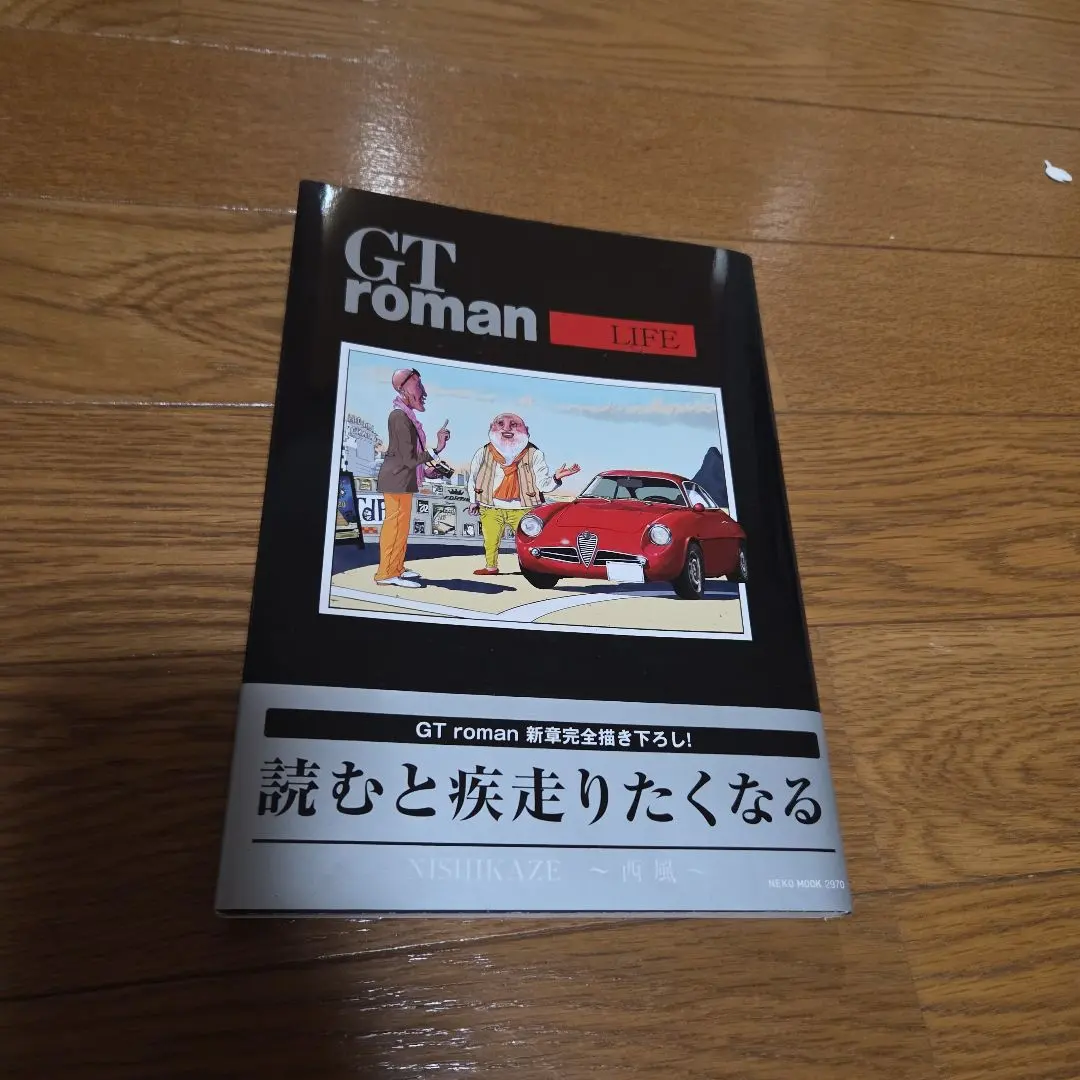 GT
roman
LIFE
GT roman 新章完全描き下ろし!
読むと疾走りたくなる
NISHIKAZE ～西風～
NEKO MOOK 2970